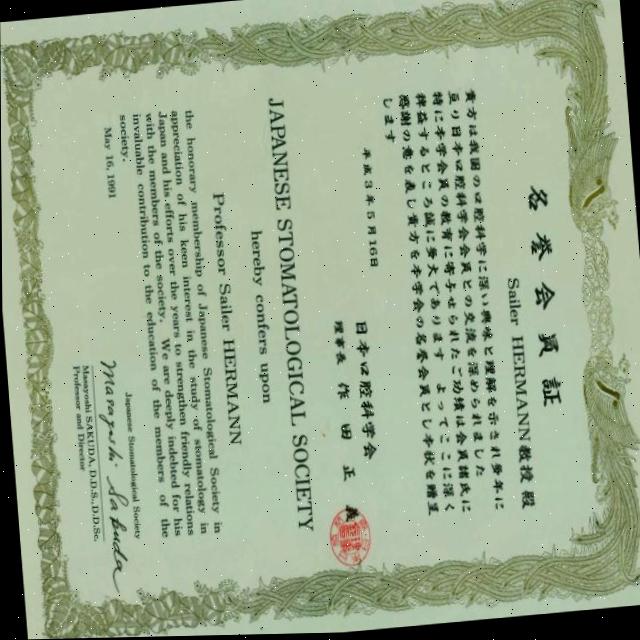 名誉会員証
Sailer HERMANN 教授 殿
貴方は我国の口腔科学に深い興味と理解を示され多年に
亘り日本口腔科学会会員との交流を深められました
特に本学会員の教育に寄与せられたご功績は会員諸氏に
裨益するところ誠に多大であります よってここに深く
感謝の意を表し貴方を本学会の名誉会員とし本状を贈呈
します
平成3年5月16日
日本口腔科学会
理事長 作田正義
JAPANESE STOMATOLOGICAL SOCIETY
hereby confers upon
Professor Sailer HERMANN
the honorary membership of Japanese Stomatological Society in
appreciation of his keen interest in the study of stomatology in
Japan and his efforts over the years to strengthen friendly relations
with the members of the society. We are deeply indebted for his
invaluable contribution to the education of the members of the
society.
May 16, 1991
Japanese Stomatological Society
Masayoshi Sakuda
Masayoshi SAKUDA, D.D.S., D.D.Sc.
Professor and Director